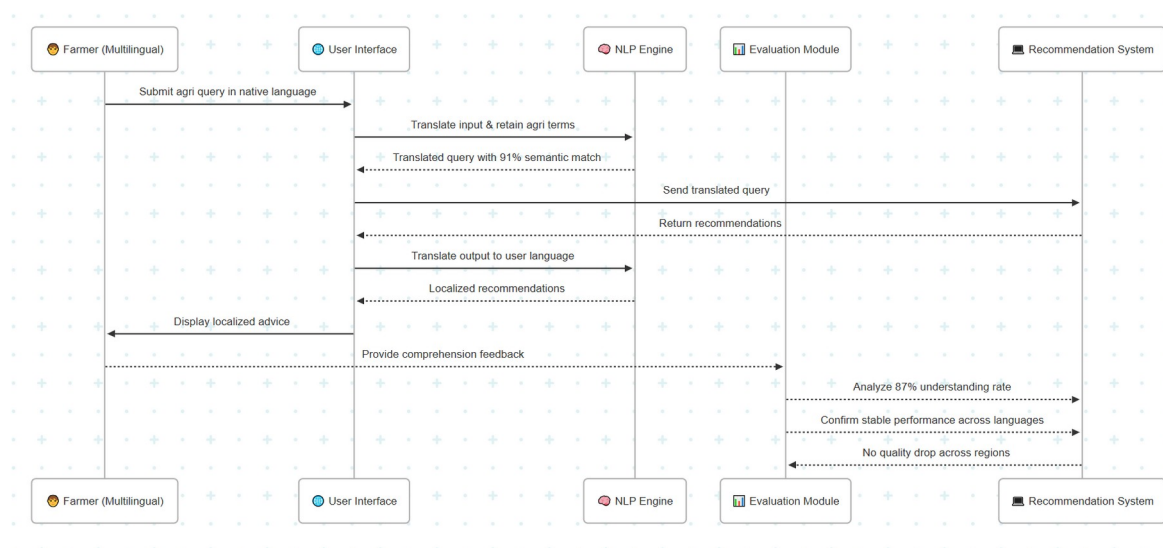 Farmer (Multilingual)
User Interface
NLP Engine
Evaluation Module
Recommendation System
Submit agri query in native language
Translate input & retain agri terms
Translated query with 91% semantic match
Send translated query
Return recommendations
Translate output to user language
Localized recommendations
Display localized advice
Provide comprehension feedback
Analyze 87% understanding rate
Confirm stable performance across languages
No quality drop across regions
Farmer (Multilingual)
User Interface
NLP Engine
Evaluation Module
Recommendation System